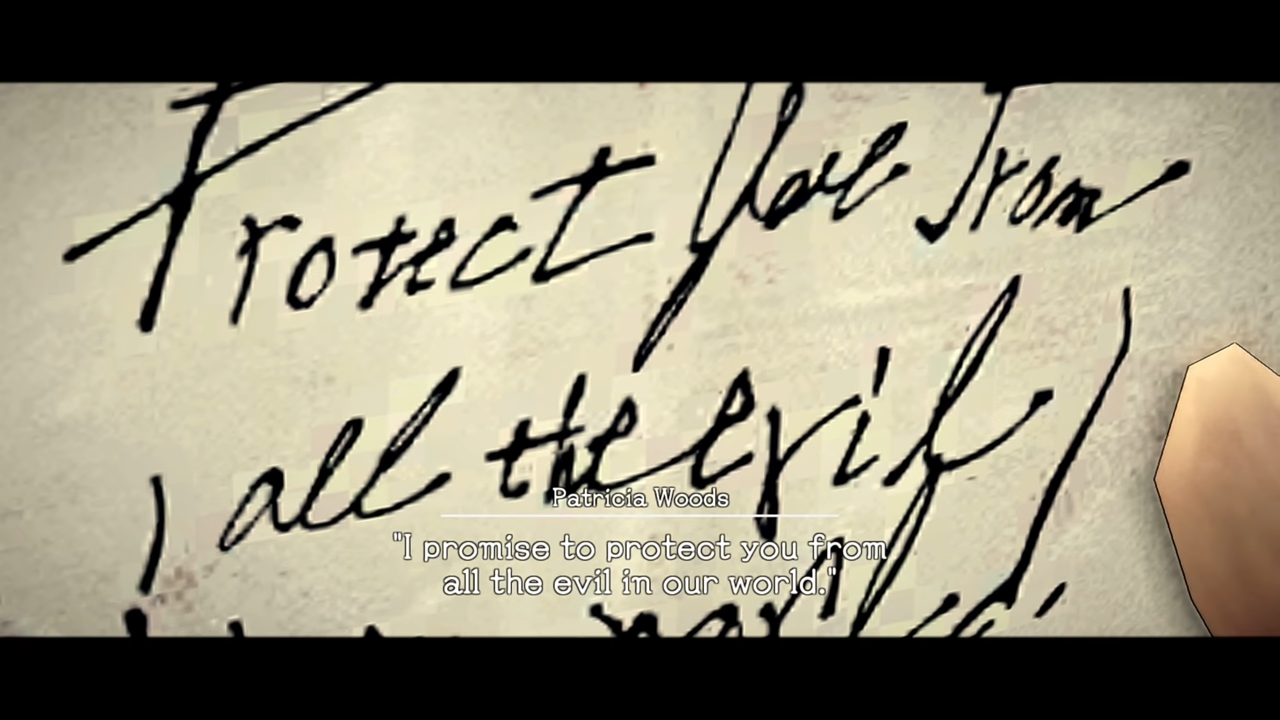 Protect you from
all the evil
Patricia Woods
"I promise to protect you from
all the evil in our world."